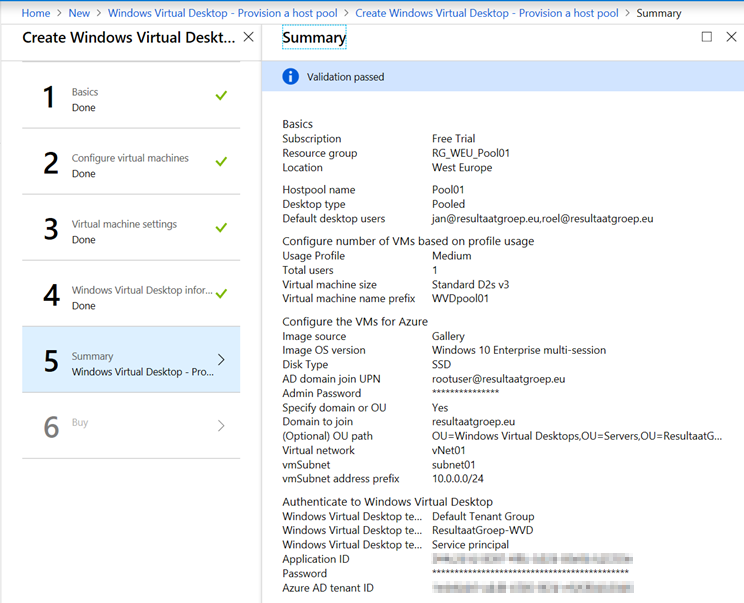 Home > New > Windows Virtual Desktop - Provision a host pool > Create Windows Virtual Desktop - Provision a host pool > Summary
Create Windows Virtual Deskt...
1 Basics
Done
2 Configure virtual machines
Done
3 Virtual machine settings
Done
4 Windows Virtual Desktop infor...
Done
5 Summary
Windows Virtual Desktop - Pro...
6 Buy
Summary
Validation passed
Basics
Subscription Free Trial
Resource group RG_WEU_Pool01
Location West Europe
Hostpool name Pool01
Desktop type Pooled
Default desktop users jan@resultaatgroep.eu,roel@resultaatgroep.eu
Configure number of VMs based on profile usage
Usage Profile Medium
Total users 1
Virtual machine size Standard D2s v3
Virtual machine name prefix WVDpool01
Configure the VMs for Azure
Image source Gallery
Image OS version Windows 10 Enterprise multi-session
Disk Type SSD
AD domain join UPN rootuser@resultaatgroep.eu
Admin Password ***************
Specify domain or OU Yes
Domain to join resultaatgroep.eu
(Optional) OU path OU=Windows Virtual Desktops,OU=Servers,OU=ResultaatG...
Virtual network vNet01
vmSubnet subnet01
vmSubnet address prefix 10.0.0.0/24
Authenticate to Windows Virtual Desktop
Windows Virtual Desktop te... Default Tenant Group
Windows Virtual Desktop te... ResultaatGroep-WVD
Windows Virtual Desktop te... Service principal
Application ID
Password ********************************************
Azure AD tenant ID